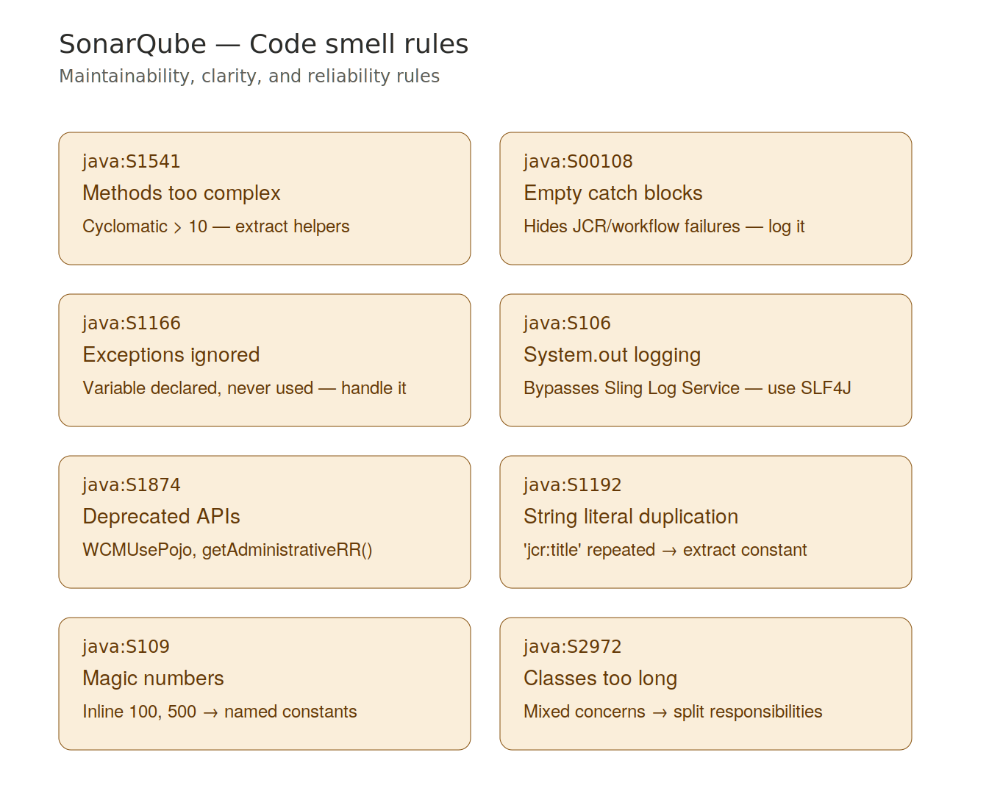 SonarQube — Code smell rules
Maintainability, clarity, and reliability rules
java:S1541
Methods too complex
Cyclomatic > 10 — extract helpers
java:S00108
Empty catch blocks
Hides JCR/workflow failures — log it
java:S1166
Exceptions ignored
Variable declared, never used — handle it
java:S106
System.out logging
Bypasses Sling Log Service — use SLF4J
java:S1874
Deprecated APIs
WCMUsePojo, getAdministrativeRR()
java:S1192
String literal duplication
'jcr:title' repeated → extract constant
java:S109
Magic numbers
Inline 100, 500 → named constants
java:S2972
Classes too long
Mixed concerns → split responsibilities